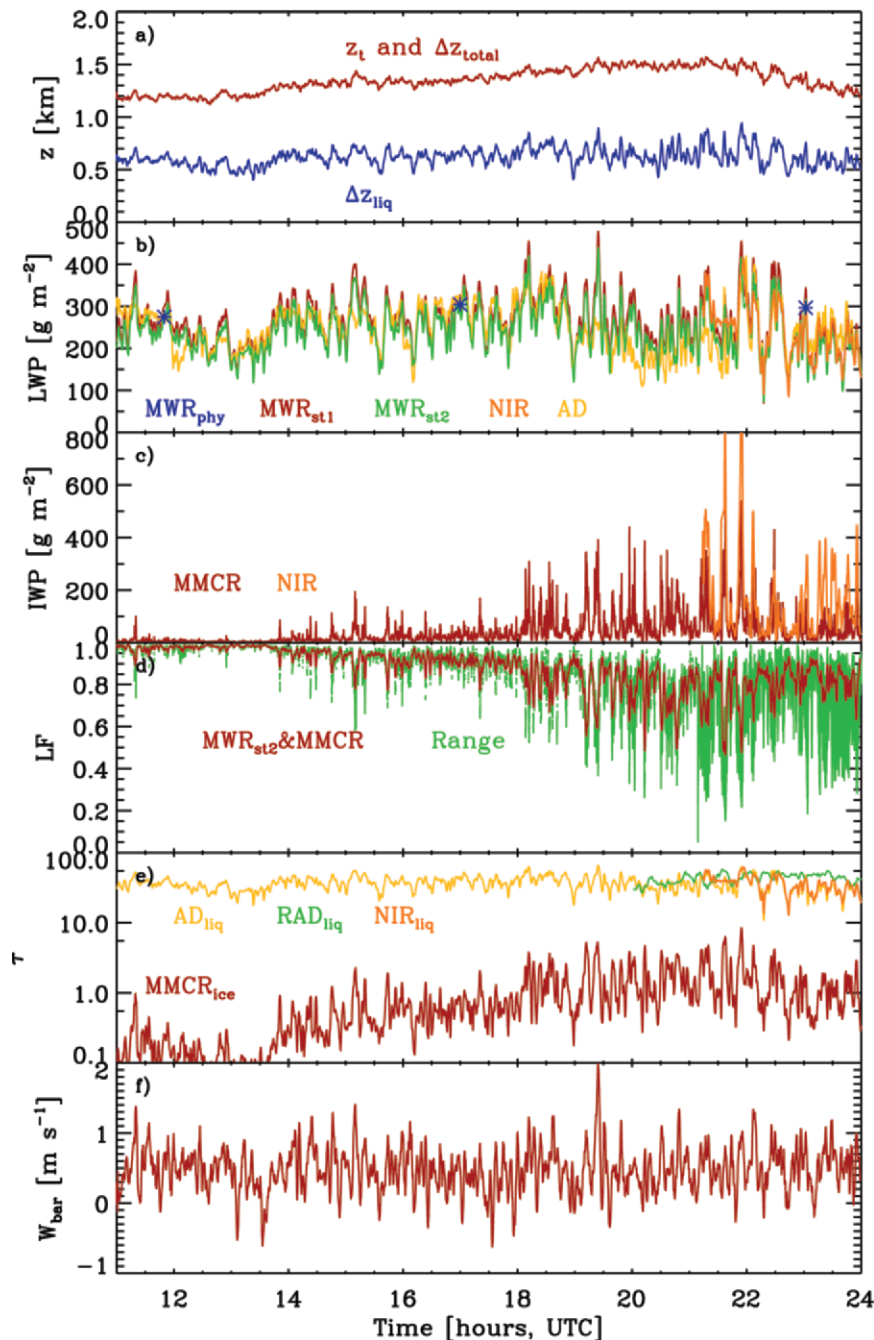 a)
z_t and Δz_total
Δz_liq
z [km]
2.0
1.5
1.0
0.5
0.0
b)
LWP [g m⁻²]
500
400
300
200
100
0
MWR_phy MWR_st1 MWR_st2 NIR AD
c)
IWP [g m⁻²]
800
600
400
200
0
MMCR NIR
d)
LF
1.0
0.8
0.6
0.4
0.2
0.0
MWR_st2&MMCR Range
e)
τ
100.0
10.0
1.0
0.1
AD_liq RAD_liq NIR_liq
MMCR_ice
f)
W_bar [m s⁻¹]
2
1
0
-1
12 14 16 18 20 22 24
Time [hours, UTC]